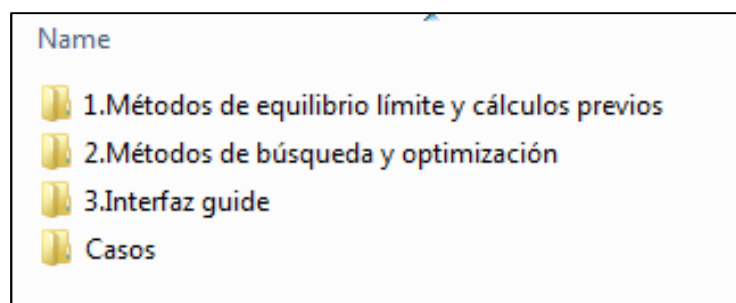 Name
1.Métodos de equilibrio límite y cálculos previos
2.Métodos de búsqueda y optimización
3.Interfaz guide
Casos